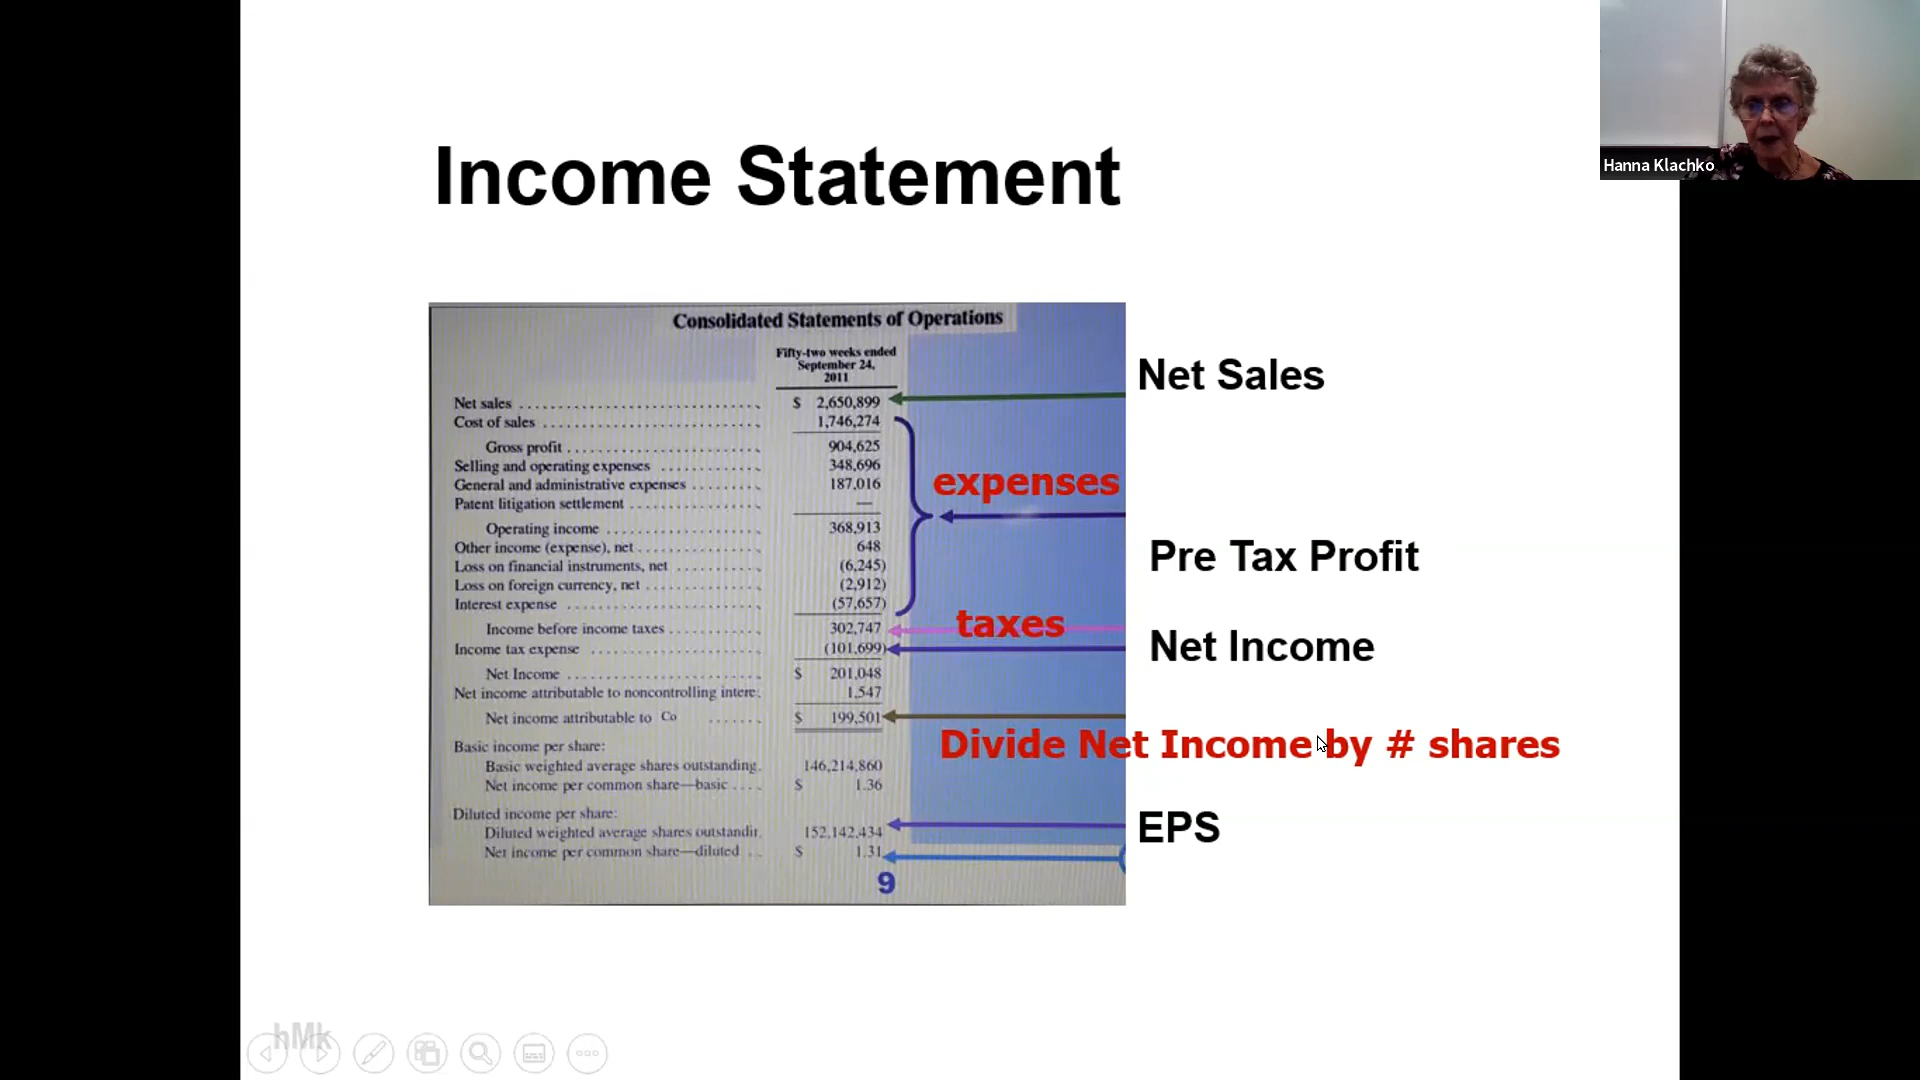 Hanna Klachko
Income Statement
Consolidated Statements of Operations
Fifty-two weeks ended
September 24,
2011
Net sales $ 2,650,899
Cost of sales 1,746,274
Gross profit 904,625
Selling and operating expenses 348,696
General and administrative expenses 187,016
Patent litigation settlement —
Operating income 368,913
Other income (expense), net 648
Loss on financial instruments, net (6,245)
Loss on foreign currency, net (2,912)
Interest expense (57,657)
Income before income taxes 302,747
Income tax expense (101,699)
Net Income $ 201,048
Net income attributable to noncontrolling intere. 1,547
Net income attributable to Co $ 199,501
Basic income per share:
Basic weighted average shares outstanding. 146,214,860
Net income per common share—basic $ 1.36
Diluted income per share:
Diluted weighted average shares outstandir. 152,142,434
Net income per common share—diluted $ 1.31
9
Net Sales
expenses
Pre Tax Profit
taxes
Net Income
Divide Net Income by # shares
EPS
hMk